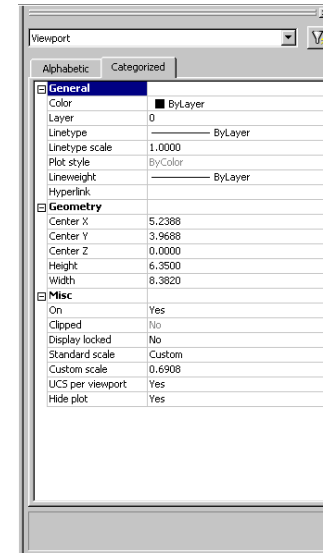 Viewport
Alphabetic Categorized
General
Color ByLayer
Layer 0
Linetype ByLayer
Linetype scale 1.0000
Plot style ByColor
Lineweight ByLayer
Hyperlink
Geometry
Center X 5.2388
Center Y 3.9688
Center Z 0.0000
Height 6.3500
Width 8.3820
Misc
On Yes
Clipped No
Display locked No
Standard scale Custom
Custom scale 0.6908
UCS per viewport Yes
Hide plot Yes